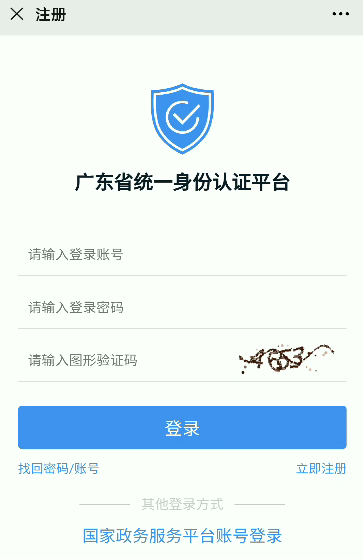 注册
广东省统一身份认证平台
请输入登录账号
请输入登录密码
请输入图形验证码
4653
登录
找回密码/账号
立即注册
其他登录方式
国家政务服务平台账号登录